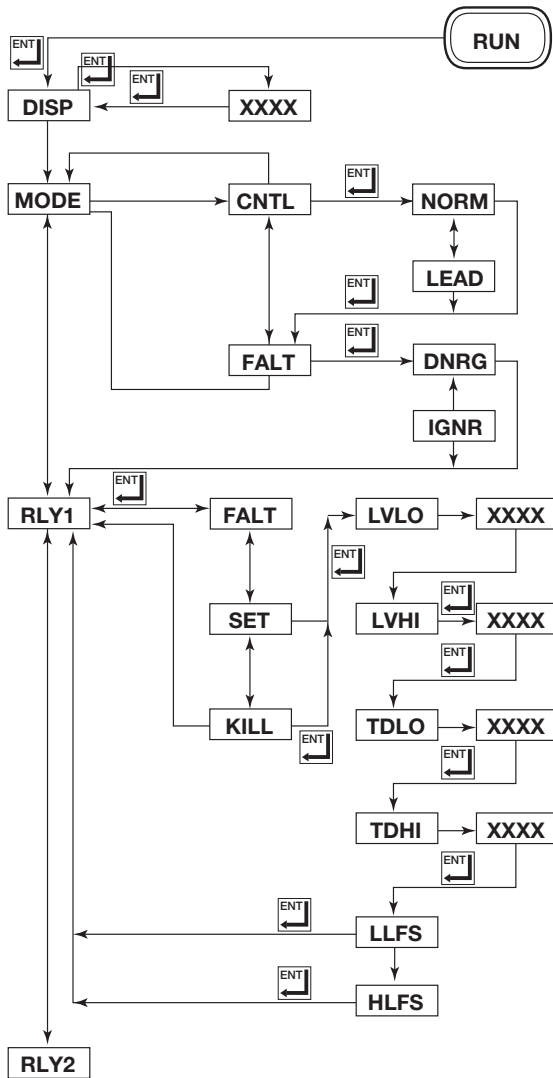 RUN
ENT
ENT
ENT
DISP
XXXX
MODE
CNTL
ENT
NORM
LEAD
ENT
FALT
ENT
DNRG
IGNR
ENT
RLY1
FALT
LVLO
XXXX
ENT
SET
LVHI
ENT
XXXX
ENT
KILL
ENT
TDLO
XXXX
ENT
TDHI
XXXX
ENT
ENT
LLFS
ENT
HLFS
RLY2